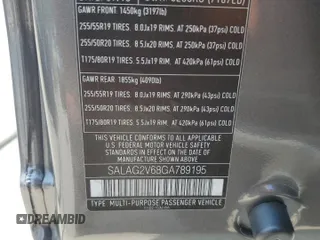 GAWR FRONT 1450kg (3197lb)
255/55R19 TIRES. 8.0Jx19 RIMS. AT 250kPA (37psi) COLD
255/50R20 TIRES. 8.5Jx20 RIMS. AT 250kPA (37psi) COLD
T175/80R19 TIRES. 5.5Jx19 RIMS. AT 420kPA (61psi) COLD
GAWR REAR 1855kg (4090lb)
255/55R19 TIRES. 8.0Jx19 RIMS. AT 290kPA (43psi) COLD
255/50R20 TIRES. 8.5Jx20 RIMS. AT 290kPA (43psi) COLD
T175/80R19 TIRES. 5.5Jx19 RIMS. AT 420kPA (61psi) COLD
THIS VEHICLE CONFORMS TO ALL APPLICABLE
U.S. FEDERAL MOTOR VEHICLE SAFETY
STANDARDS IN EFFECT ON THE DATE OF
MANUFACTURE SHOWN ABOVE
SALAG2V68GA789195
TYPE: MULTI-PURPOSE PASSENGER VEHICLE
DREAMBID.COM